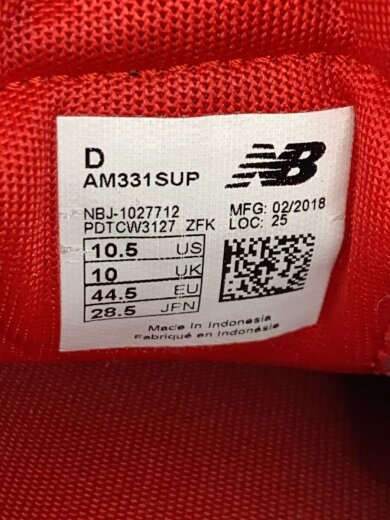 D
AM331SUP
NB
NBJ-1027712
PDTCW3127 ZFK
MFG: 02/2018
LOC: 25
10.5 US
10 UK
44.5 EU
28.5 JPN
Made In Indonesia
Fabriqué en Indonésie